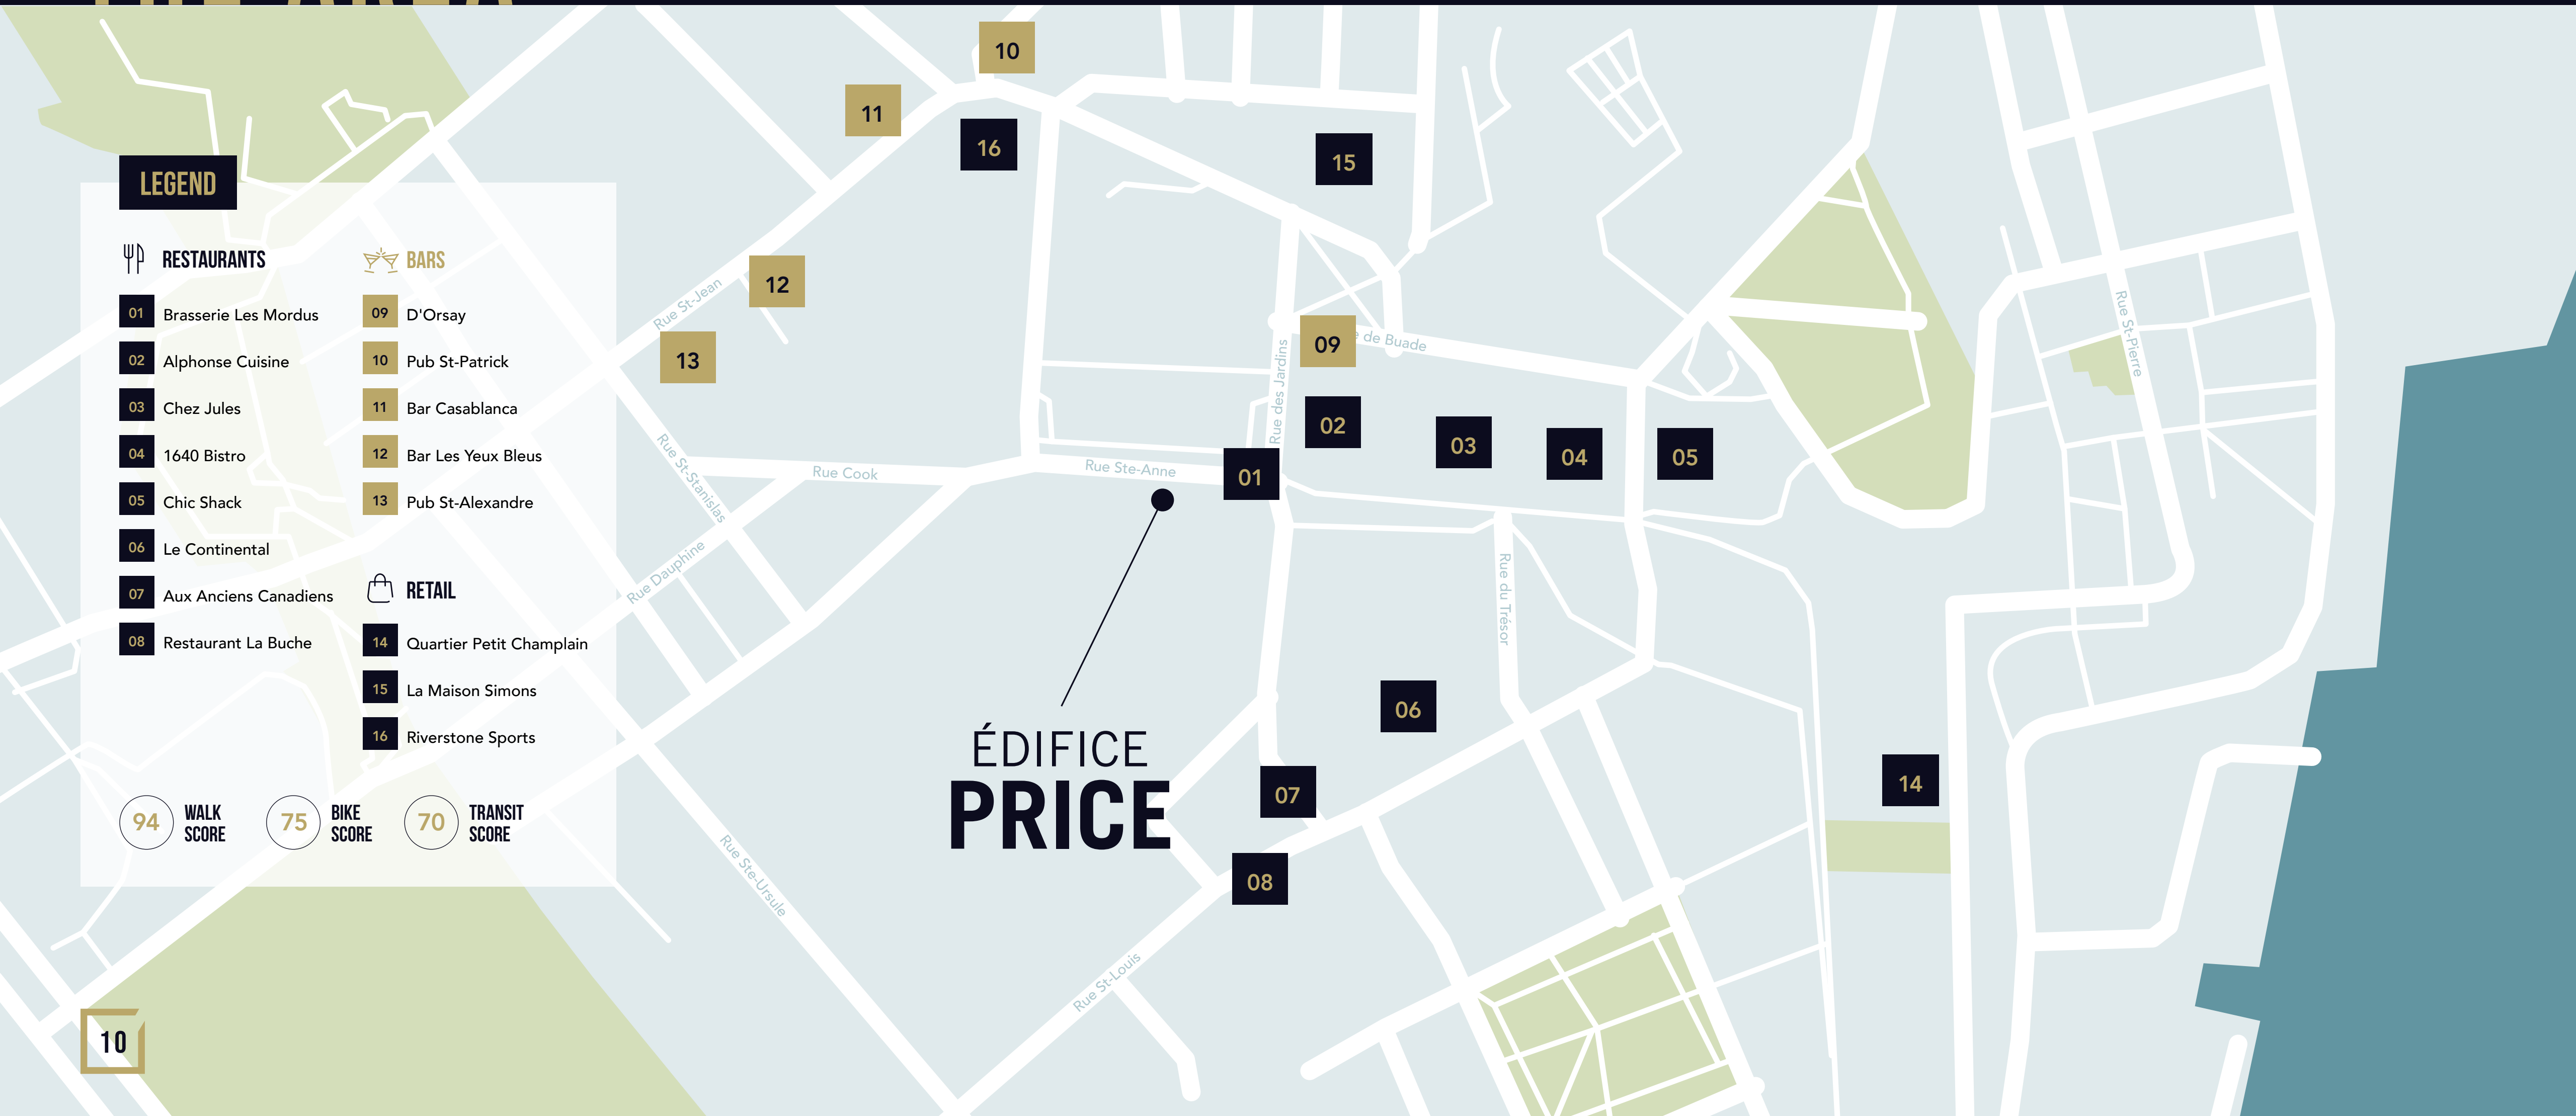 LEGEND
RESTAURANTS
01 Brasserie Les Mordus
02 Alphonse Cuisine
03 Chez Jules
04 1640 Bistro
05 Chic Shack
06 Le Continental
07 Aux Anciens Canadiens
08 Restaurant La Buche
BARS
09 D'Orsay
10 Pub St-Patrick
11 Bar Casablanca
12 Bar Les Yeux Bleus
13 Pub St-Alexandre
RETAIL
14 Quartier Petit Champlain
15 La Maison Simons
16 Riverstone Sports
94 WALK SCORE
75 BIKE SCORE
70 TRANSIT SCORE
10
10
11
16
15
12
13
09
02
03
04
05
01
06
07
08
14
Rue St-Jean
de Buade
Rue des Jardins
Rue St-Pierre
Rue St-Stanislas
Rue Cook
Rue Ste-Anne
Rue Dauphine
Rue du Trésor
Rue Ste-Ursule
Rue St-Louis
ÉDIFICE
PRICE